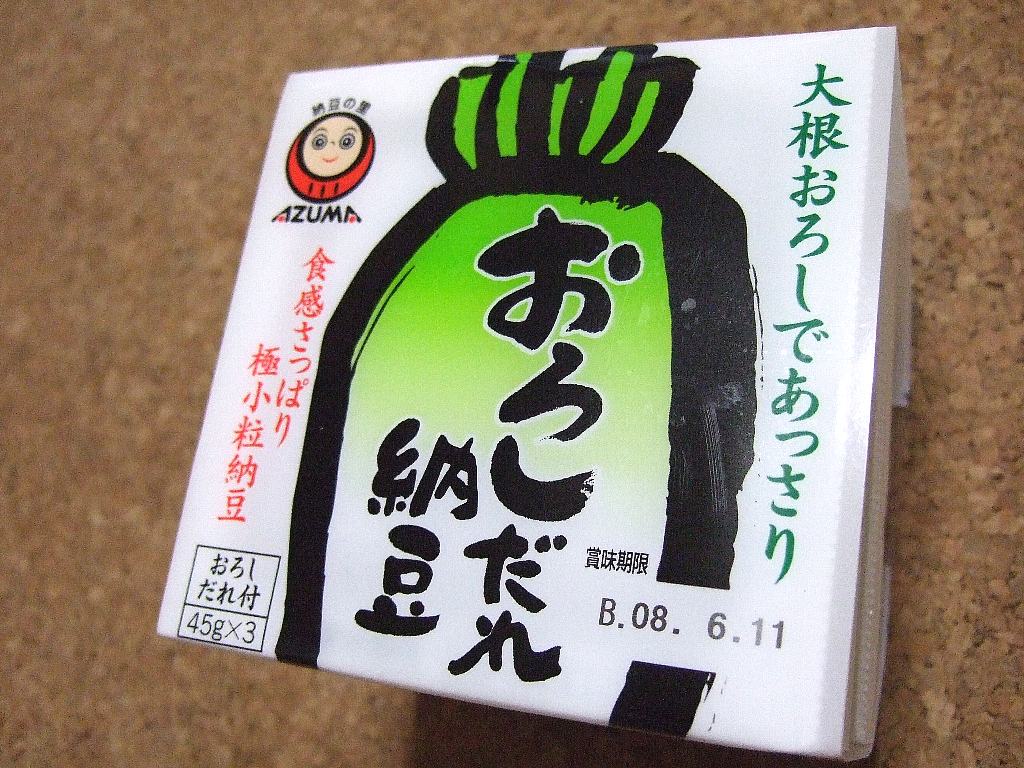 大根おろしであっさり
おろしだれ
納豆
納豆の里
AZUMA
食感さっぱり
極小粒納豆
おろし
だれ付
45g×3
賞味期限
B.08. 6.11